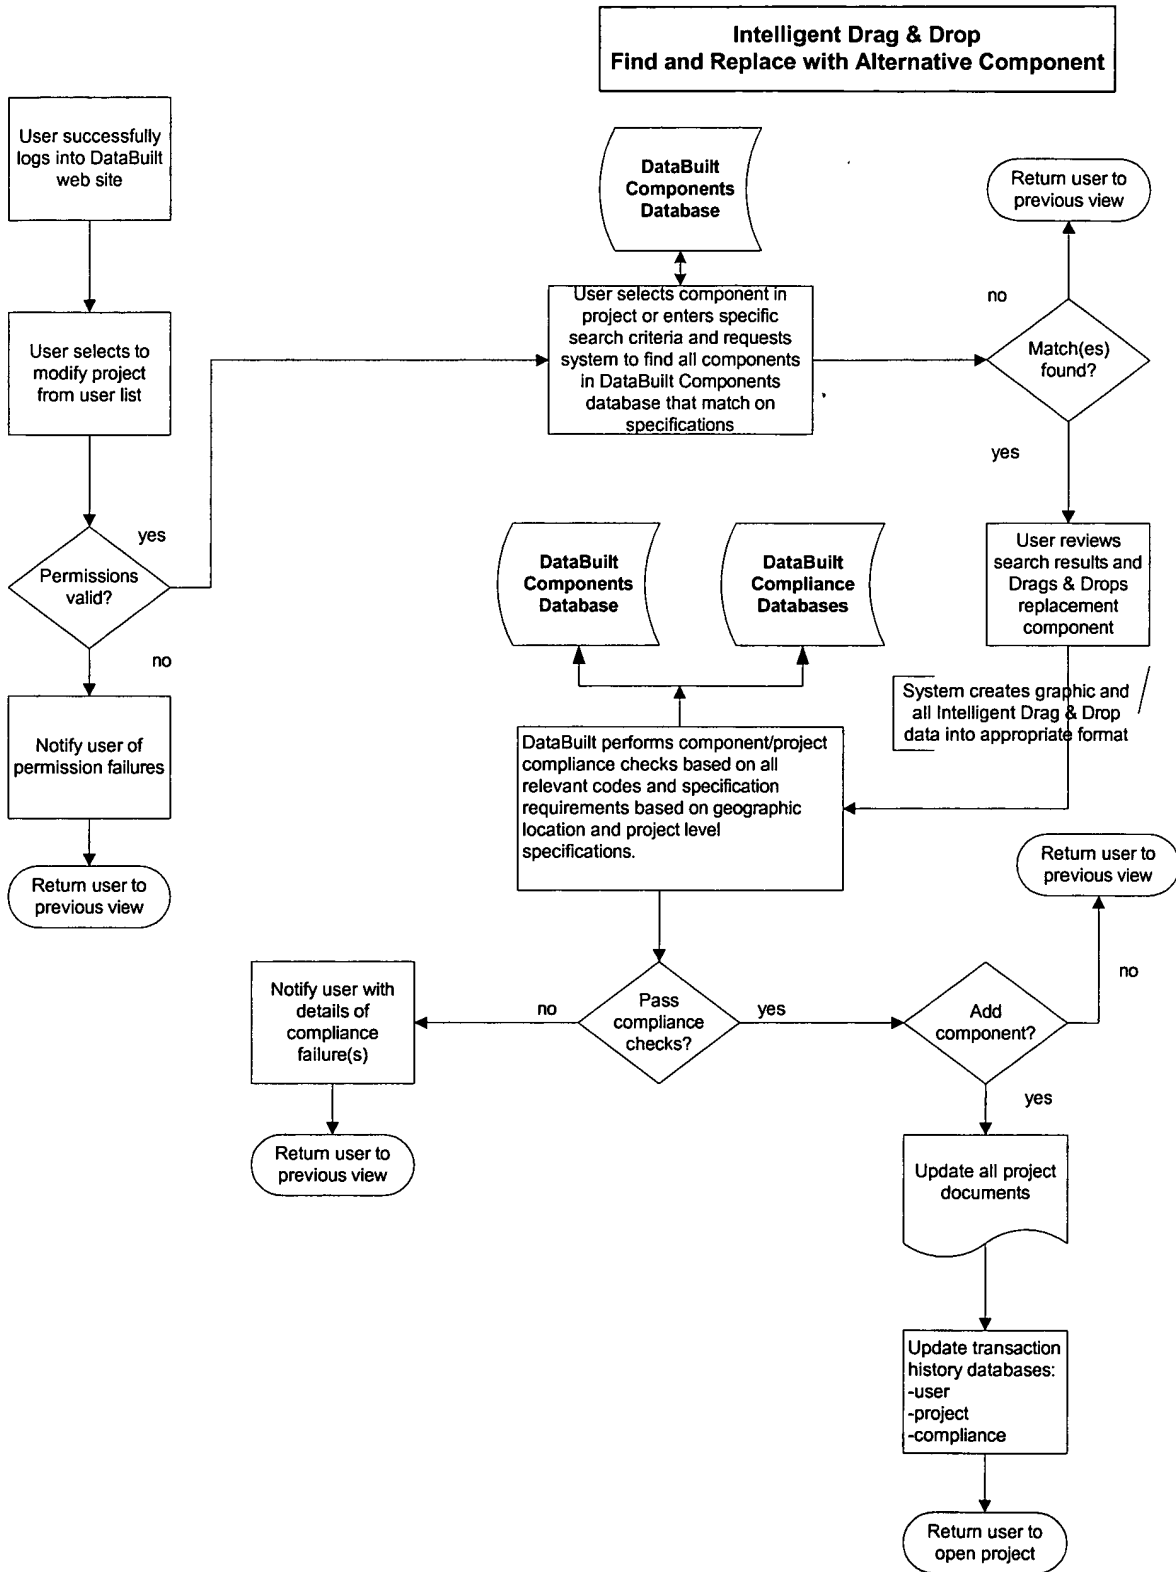 Intelligent Drag & Drop
Find and Replace with Alternative Component
User successfully
logs into DataBuilt
web site
DataBuilt
Components
Database
Return user to
previous view
no
User selects to
modify project
from user list
User selects component in
project or enters specific
search criteria and requests
system to find all components
in DataBuilt Components
database that match on
specifications
Match(es)
found?
yes
yes
Permissions
valid?
no
DataBuilt
Components
Database
DataBuilt
Compliance
Databases
User reviews
search results and
Drags & Drops
replacement
component
System creates graphic and
all Intelligent Drag & Drop
data into appropriate format
Notify user of
permission failures
DataBuilt performs component/project
compliance checks based on all
relevant codes and specification
requirements based on geographic
location and project level
specifications.
Return user to
previous view
Return user to
previous view
no
Notify user with
details of
compliance
failure(s)
no
Pass
compliance
checks?
yes
Add
component?
yes
Return user to
previous view
Update all project
documents
Update transaction
history databases:
-user
-project
-compliance
Return user to
open project